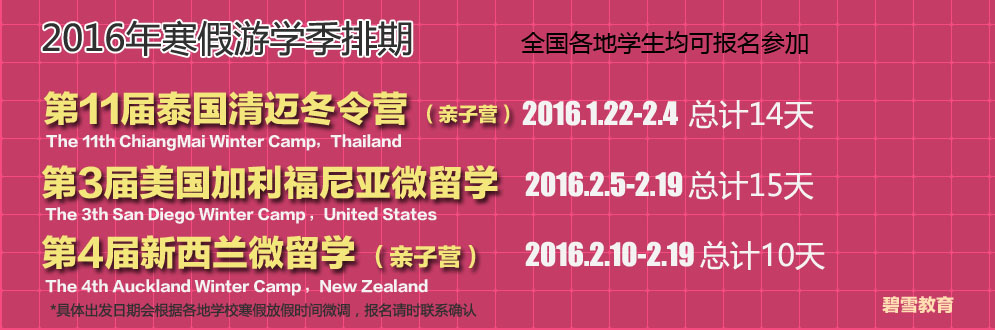 2016年寒假游学季排期
全国各地学生均可报名参加
第11届泰国清迈冬令营（亲子营） 2016.1.22-2.4 总计14天
The 11th ChiangMai Winter Camp，Thailand
第3届美国加利福尼亚微留学 2016.2.5-2.19 总计15天
The 3th San Diego Winter Camp，United States
第4届新西兰微留学（亲子营） 2016.2.10-2.19 总计10天
The 4th Auckland Winter Camp，New Zealand
*具体出发日期会根据各地学校寒假放假时间微调，报名请时联系确认
碧雪教育